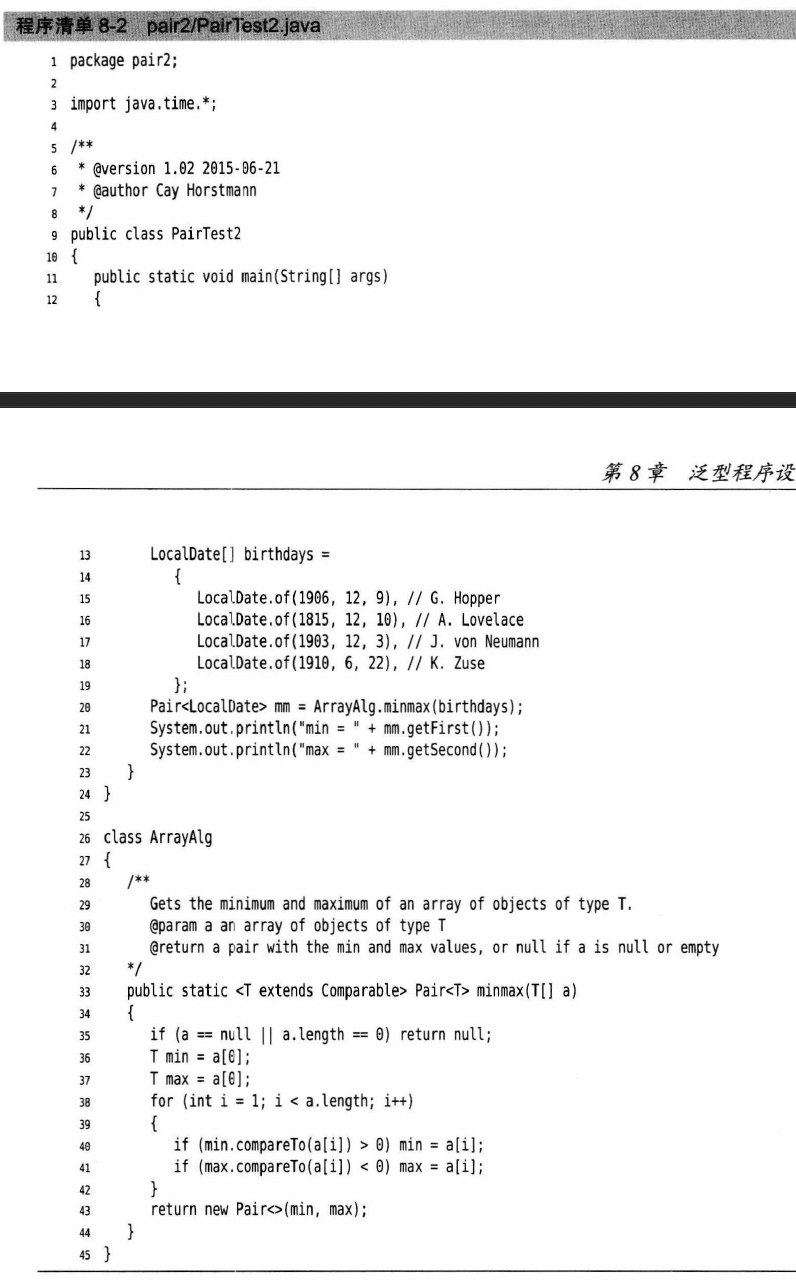 程序清单 8-2 pair2/PairTest2.java
1 package pair2;
2
3 import java.time.*;
4
5 /**
6 * @version 1.02 2015-06-21
7 * @author Cay Horstmann
8 */
9 public class PairTest2
10 {
11 public static void main(String[] args)
12 {
第 8 章 泛型程序设
13 LocalDate[] birthdays =
14 {
15 LocalDate.of(1906, 12, 9), // G. Hopper
16 LocalDate.of(1815, 12, 10), // A. Lovelace
17 LocalDate.of(1903, 12, 3), // J. von Neumann
18 LocalDate.of(1910, 6, 22), // K. Zuse
19 };
20 Pair<LocalDate> mm = ArrayAlg.minmax(birthdays);
21 System.out.println("min = " + mm.getFirst());
22 System.out.println("max = " + mm.getSecond());
23 }
24 }
25
26 class ArrayAlg
27 {
28 /**
29 Gets the minimum and maximum of an array of objects of type T.
30 @param a an array of objects of type T
31 @return a pair with the min and max values, or null if a is null or empty
32 */
33 public static <T extends Comparable> Pair<T> minmax(T[] a)
34 {
35 if (a == null || a.length == 0) return null;
36 T min = a[0];
37 T max = a[0];
38 for (int i = 1; i < a.length; i++)
39 {
40 if (min.compareTo(a[i]) > 0) min = a[i];
41 if (max.compareTo(a[i]) < 0) max = a[i];
42 }
43 return new Pair<>(min, max);
44 }
45 }